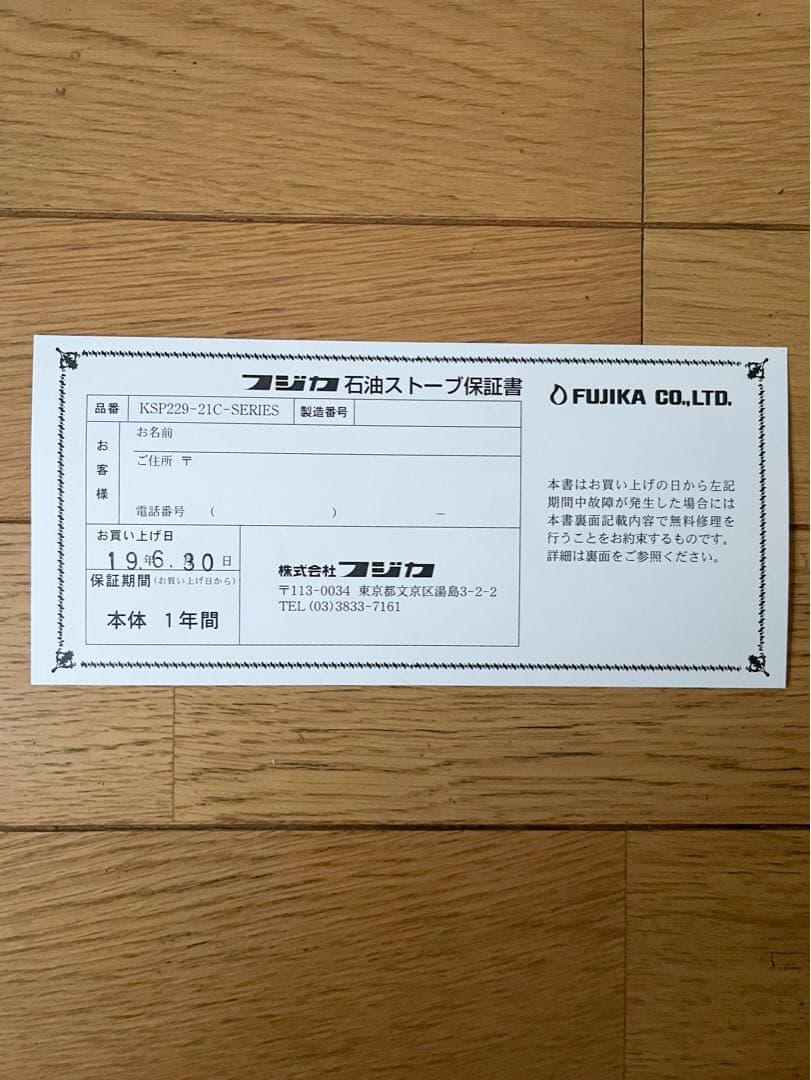 フジカ 石油ストーブ保証書
FUJIKA CO.,LTD.
品番 KSP229-21C-SERIES 製造番号
お客様
お名前
ご住所 〒
電話番号 ( ) －
お買い上げ日
19年6.30日
保証期間(お買い上げ日から)
本体 1年間
株式会社フジカ
〒113-0034 東京都文京区湯島3-2-2
TEL (03)3833-7161
本書はお買い上げの日から左記
期間中故障が発生した場合には
本書裏面記載内容で無料修理を
行うことをお約束するものです。
詳細は裏面をご参照ください。